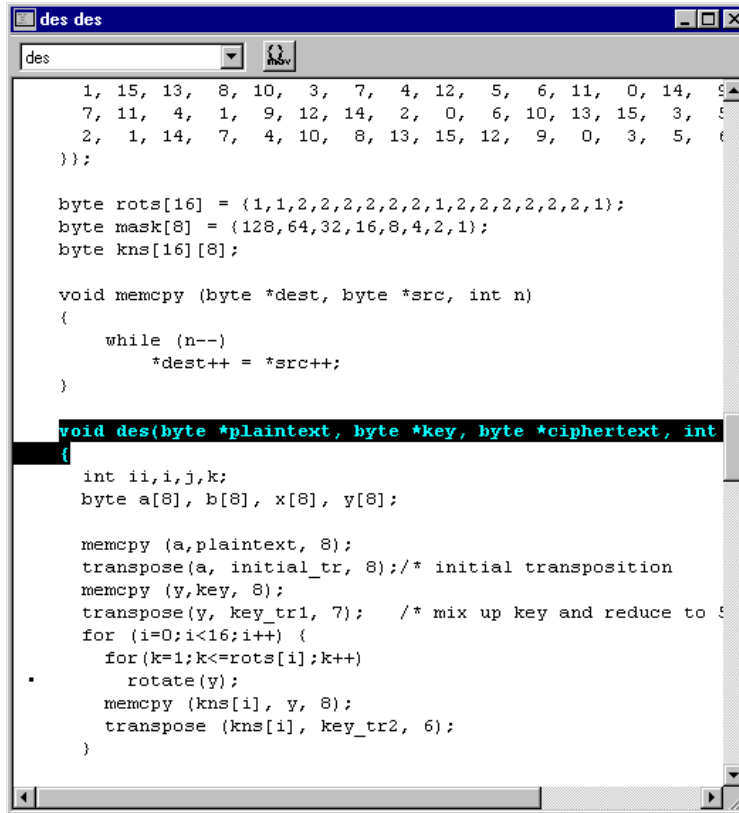 des des
des
{} mov
1, 15, 13, 8, 10, 3, 7, 4, 12, 5, 6, 11, 0, 14,
7, 11, 4, 1, 9, 12, 14, 2, 0, 6, 10, 13, 15, 3,
2, 1, 14, 7, 4, 10, 8, 13, 15, 12, 9, 0, 3, 5,
}};
byte rots[16] = {1,1,2,2,2,2,2,2,1,2,2,2,2,2,2,1};
byte mask[8] = {128,64,32,16,8,4,2,1};
byte kns[16][8];
void memcpy (byte *dest, byte *src, int n)
{
while (n--)
*dest++ = *src++;
}
void des(byte *plaintext, byte *key, byte *ciphertext, int
{
int ii,i,j,k;
byte a[8], b[8], x[8], y[8];
memcpy (a,plaintext, 8);
transpose(a, initial_tr, 8);/* initial transposition
memcpy (y,key, 8);
transpose(y, key_tr1, 7); /* mix up key and reduce to
for (i=0;i<16;i++) {
for(k=1;k<=rots[i];k++)
rotate(y);
memcpy (kns[i], y, 8);
transpose (kns[i], key_tr2, 6);
}